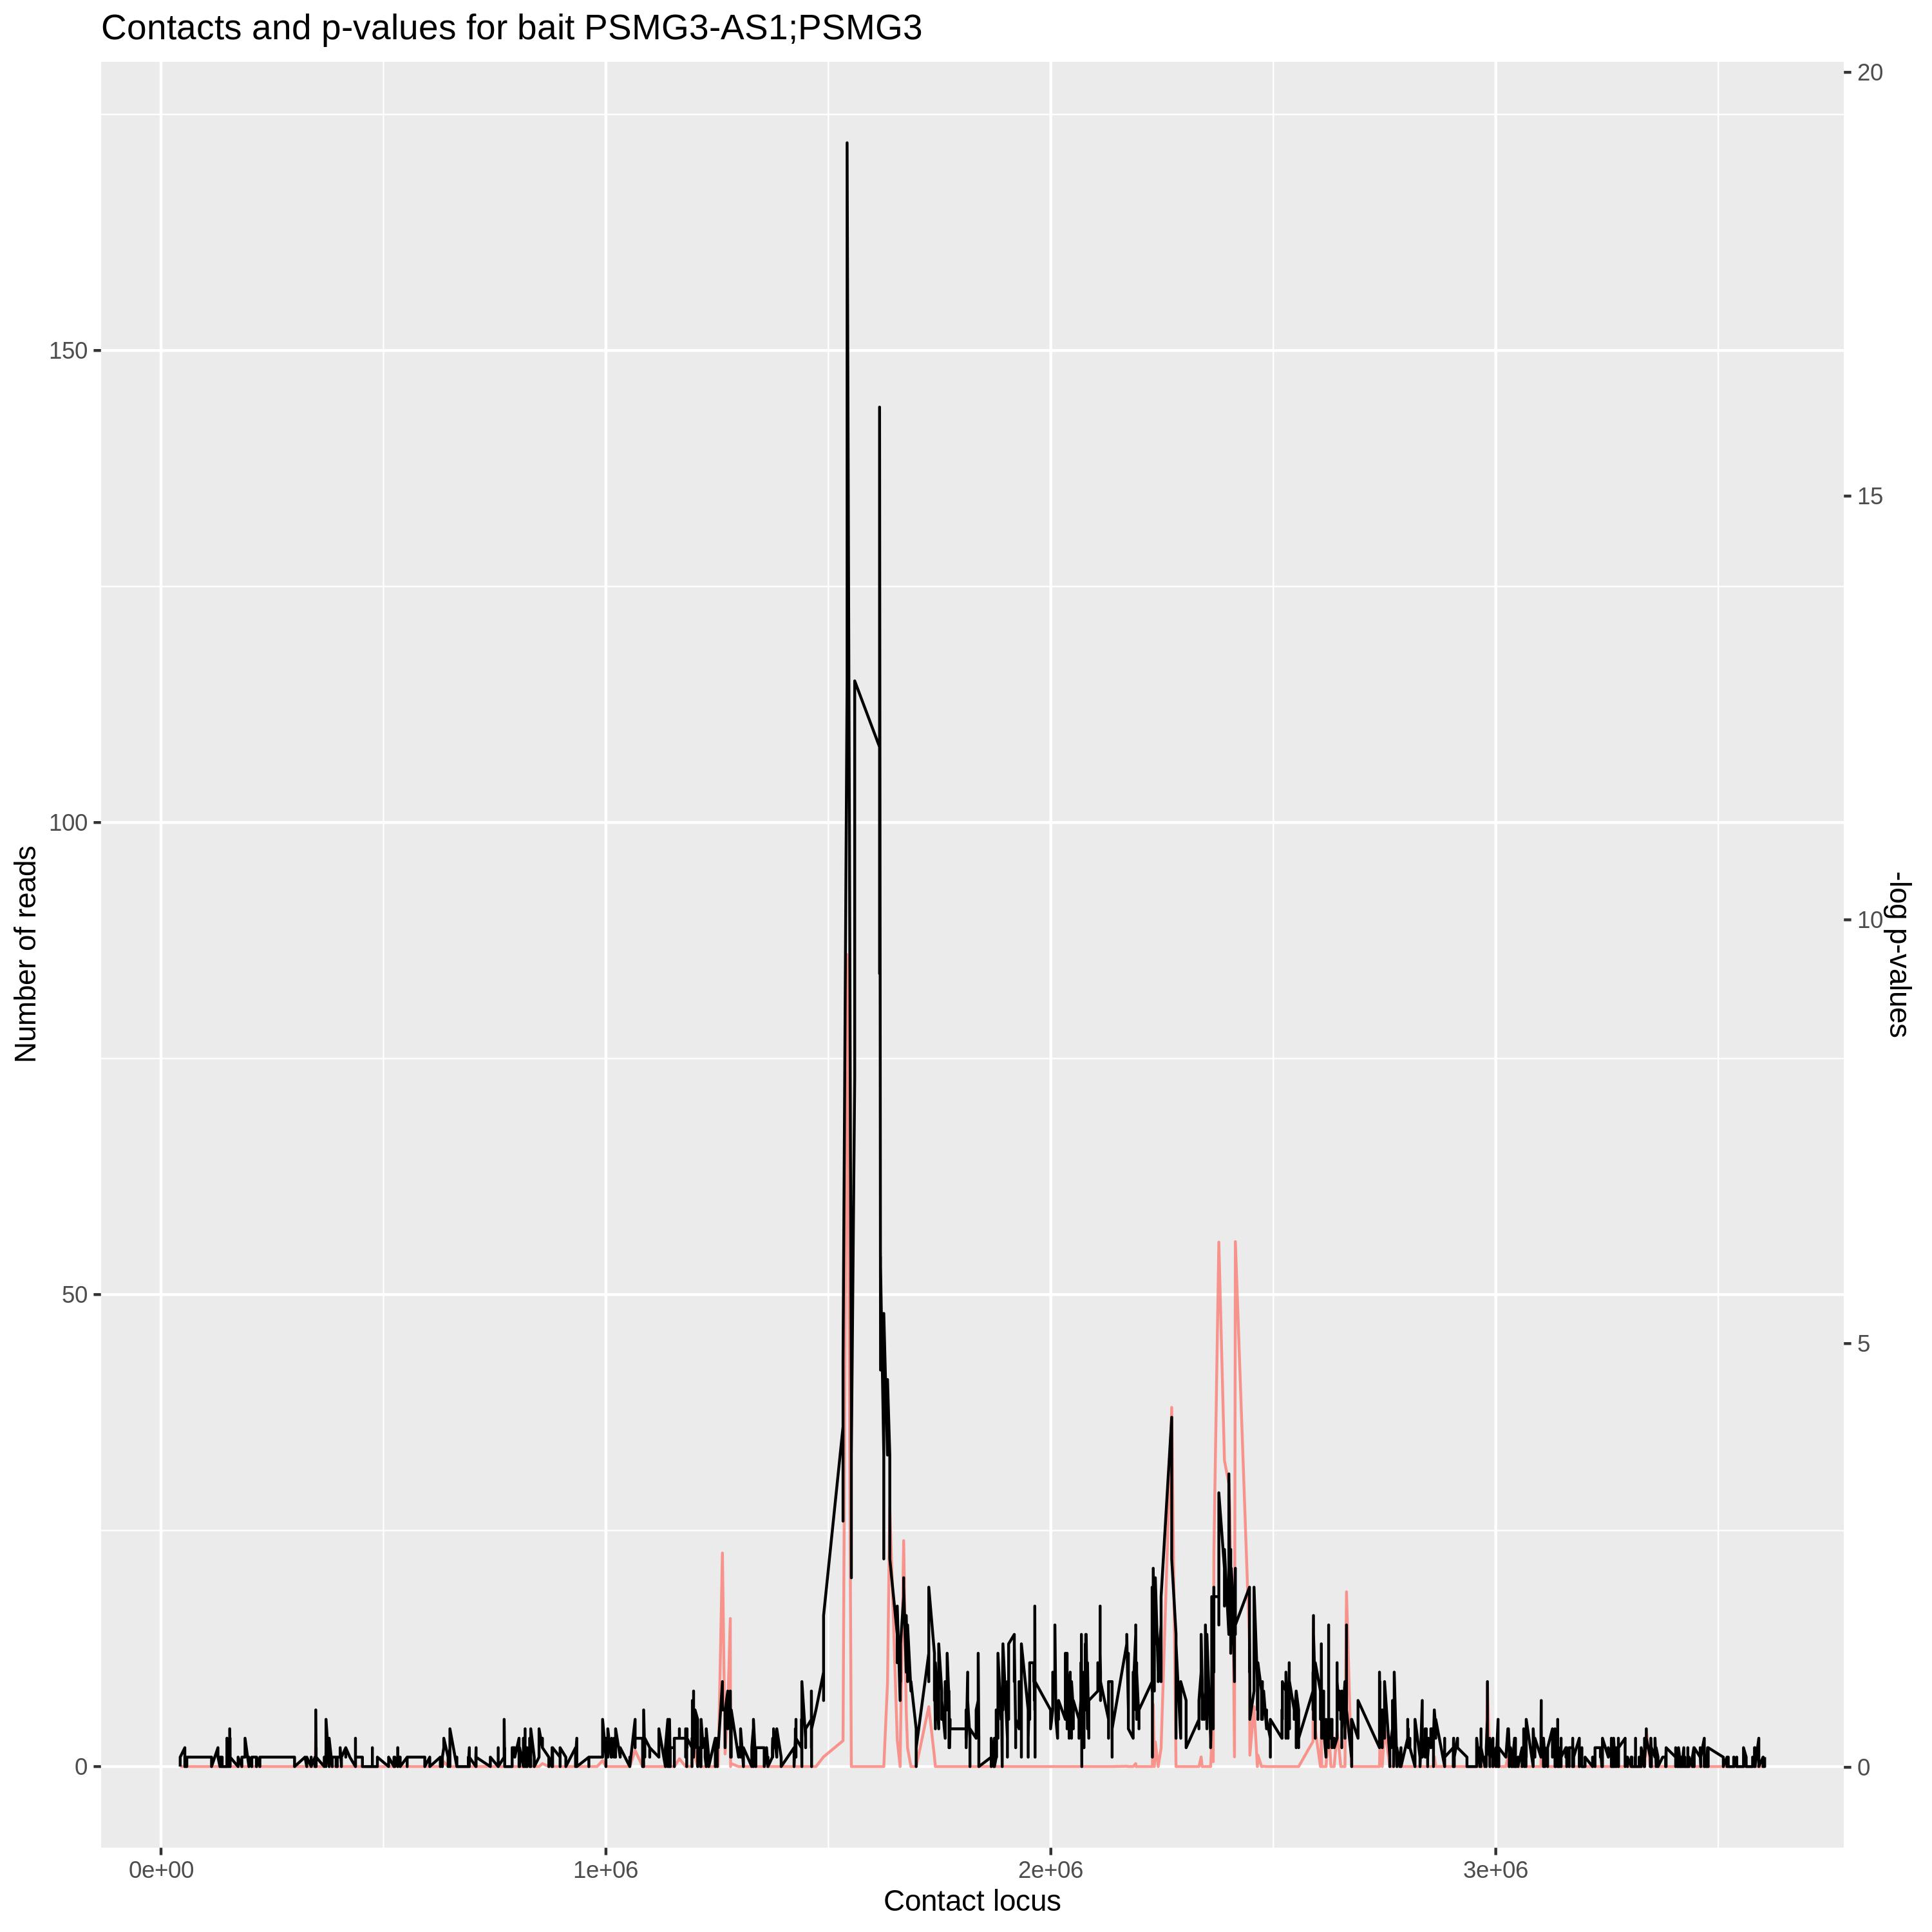 Contacts and p-values for bait PSMG3-AS1;PSMG3
20
150
15
100
10
50
5
0
0
Number of reads
-log p-values
0e+00 1e+06 2e+06 3e+06
Contact locus